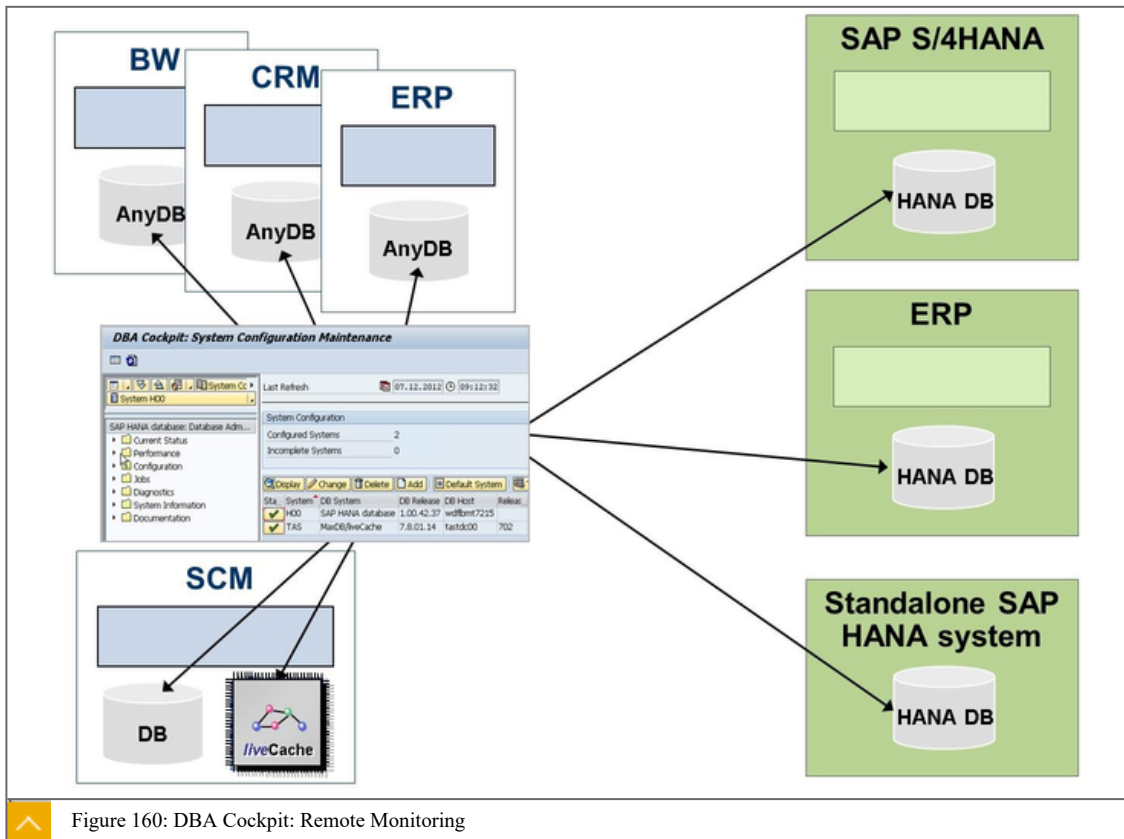 BW
AnyDB
CRM
AnyDB
ERP
AnyDB
SAP S/4HANA
HANA DB
ERP
HANA DB
Standalone SAP
HANA system
HANA DB
DBA Cockpit: System Configuration Maintenance
System Co
System H00
SAP HANA database: Database Adm...
Current Status
Performance
Configuration
Jobs
Diagnostics
System Information
Documentation
Last Refresh 07.12.2012 09:12:32
System Configuration
Configured Systems 2
Incomplete Systems 0
Display Change Delete Add Default System
Sta System DB System DB Release DB Host Releas
H00 SAP HANA database 1.00.42.37 wdflbmt7215
TAS MaxDB/liveCache 7.8.01.14 tastdc00 702
SCM
DB
liveCache
Figure 160: DBA Cockpit: Remote Monitoring